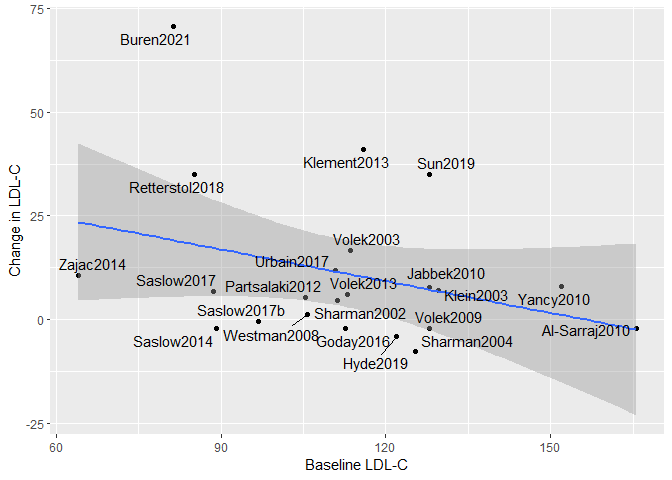 75
50
25
0
-25
Change in LDL-C
Buren2021
Klement2013
Sun2019
Retterstol2018
Volek2003
Zajac2014
Urbain2017
Jabbek2010
Saslow2017
Partsalaki2012
Volek2013
Klein2003
Yancy2010
Saslow2017b
Sharman2002
Volek2009
Al-Sarraj2010
Westman2008
Saslow2014
Goday2016
Sharman2004
Hyde2019
60
90
120
150
Baseline LDL-C